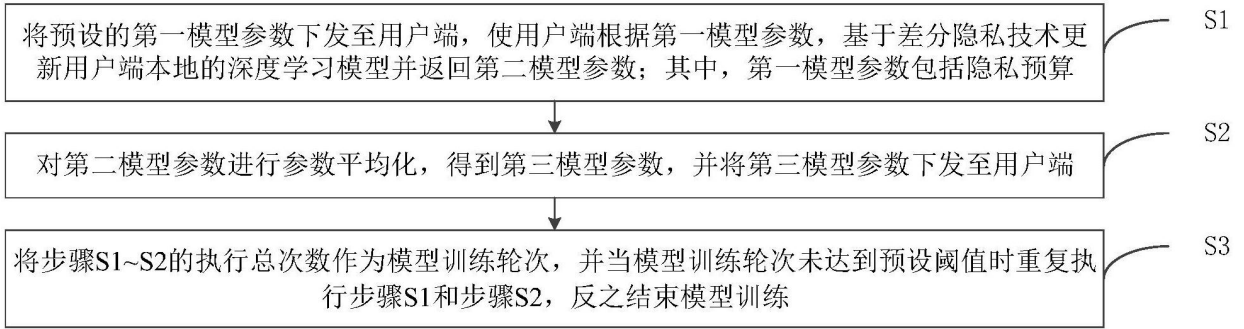 将预设的第一模型参数下发至用户端，使用户端根据第一模型参数，基于差分隐私技术更
新用户端本地的深度学习模型并返回第二模型参数；其中，第一模型参数包括隐私预算
S1
对第二模型参数进行参数平均化，得到第三模型参数，并将第三模型参数下发至用户端
S2
将步骤S1~S2的执行总次数作为模型训练轮次，并当模型训练轮次未达到预设阈值时重复执
行步骤S1和步骤S2，反之结束模型训练
S3